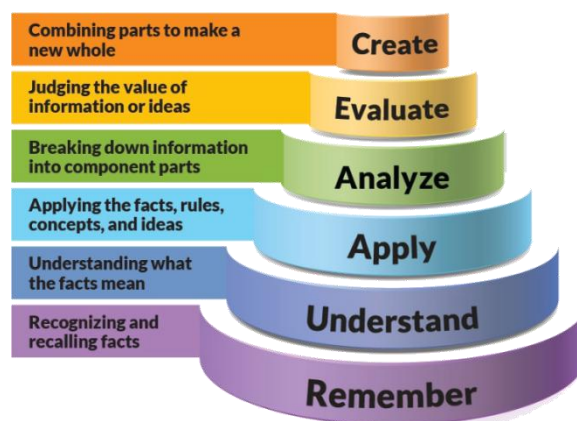 Combining parts to make a
new whole
Create
Judging the value of
information or ideas
Evaluate
Breaking down information
into component parts
Analyze
Applying the facts, rules,
concepts, and ideas
Apply
Understanding what
the facts mean
Understand
Recognizing and
recalling facts
Remember